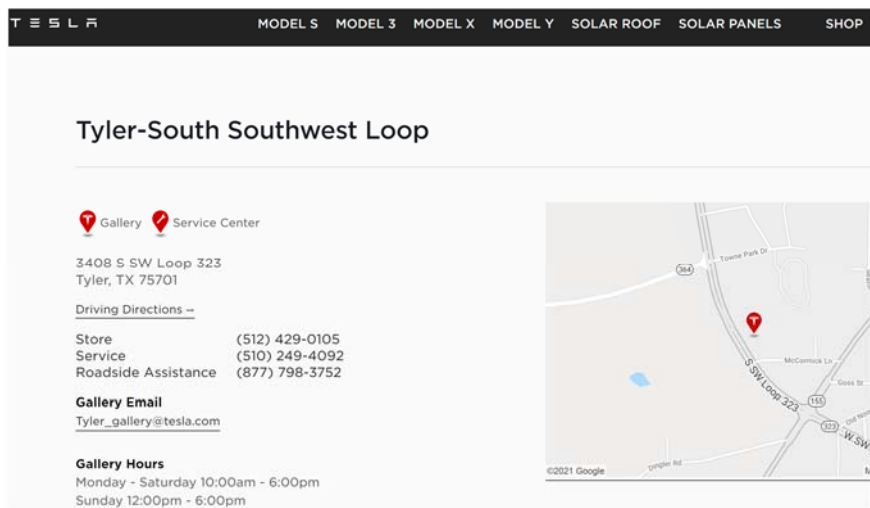 TESLA MODEL S MODEL 3 MODEL X MODEL Y SOLAR ROOF SOLAR PANELS SHOP
Tyler-South Southwest Loop
Gallery Service Center
3408 S SW Loop 323
Tyler, TX 75701
Driving Directions →
Store (512) 429-0105
Service (510) 249-4092
Roadside Assistance (877) 798-3752
Gallery Email
Tyler_gallery@tesla.com
Gallery Hours
Monday - Saturday 10:00am - 6:00pm
Sunday 12:00pm - 6:00pm
Towne Park Dr
364
McCormick Ln
S SW Loop 323
Goss St
155
323
W SW
Dingler Rd
©2021 Google